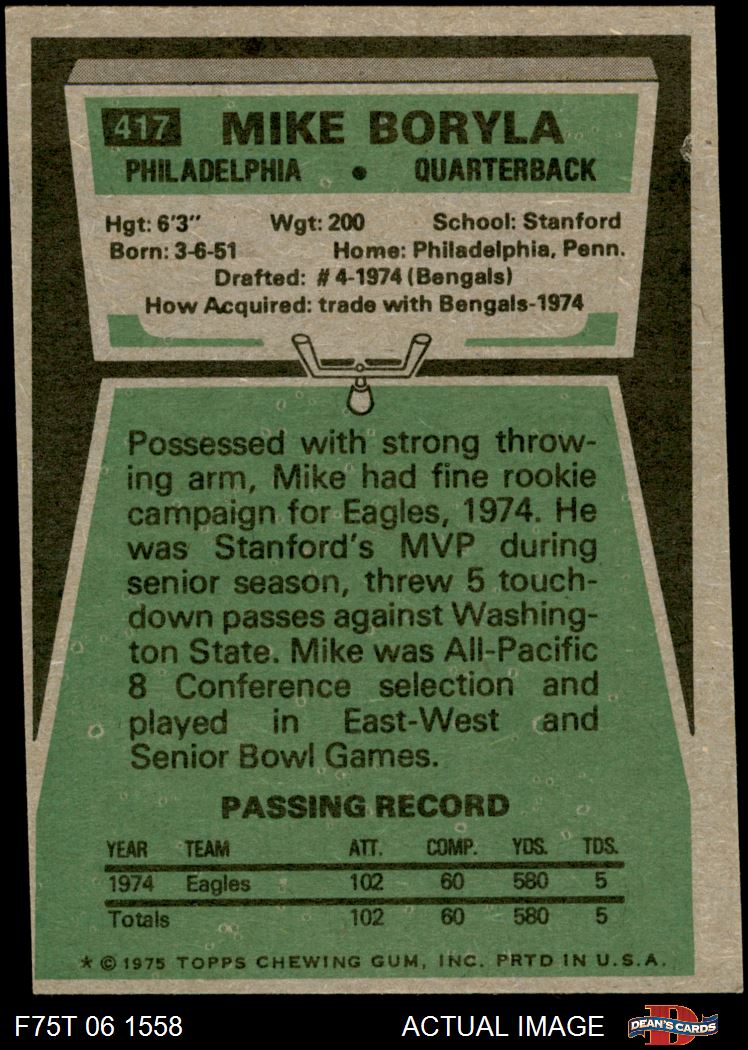 417 MIKE BORYLA
PHILADELPHIA • QUARTERBACK
Hgt: 6'3" Wgt: 200 School: Stanford
Born: 3-6-51 Home: Philadelphia, Penn.
Drafted: #4-1974 (Bengals)
How Acquired: trade with Bengals-1974
Possessed with strong throw-
ing arm, Mike had fine rookie
campaign for Eagles, 1974. He
was Stanford's MVP during
senior season, threw 5 touch-
down passes against Washing-
ton State. Mike was All-Pacific
8 Conference selection and
played in East-West and
Senior Bowl Games.
PASSING RECORD
YEAR TEAM ATT. COMP. YDS. TDS.
1974 Eagles 102 60 580 5
Totals 102 60 580 5
* © 1975 TOPPS CHEWING GUM, INC. PRTD IN U.S.A.
F75T 06 1558 ACTUAL IMAGE D DEAN'S CARDS